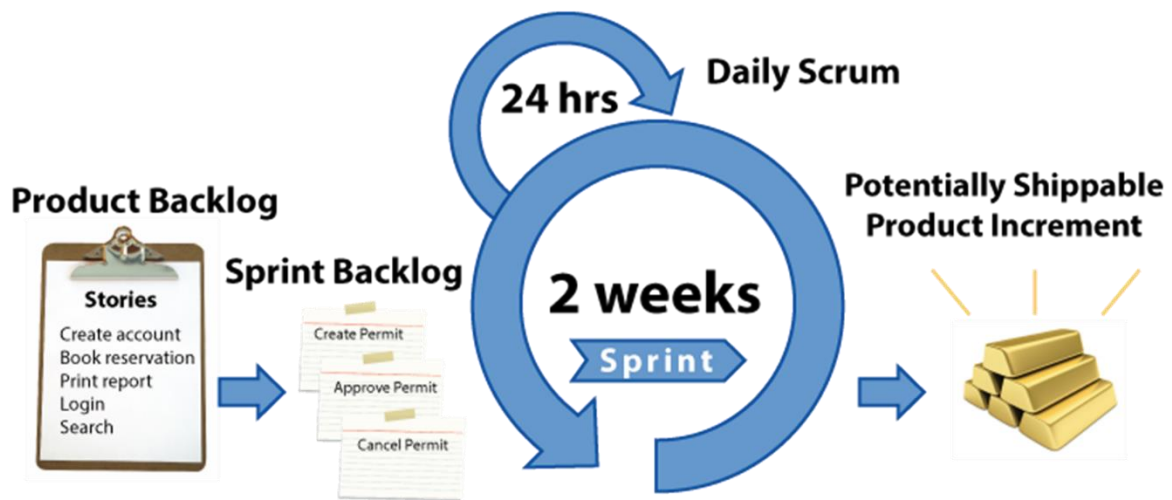 Product Backlog
Stories
Create account
Book reservation
Print report
Login
Search
Sprint Backlog
Create Permit
Approve Permit
Cancel Permit
24 hrs
Daily Scrum
2 weeks
Sprint
Potentially Shippable
Product Increment